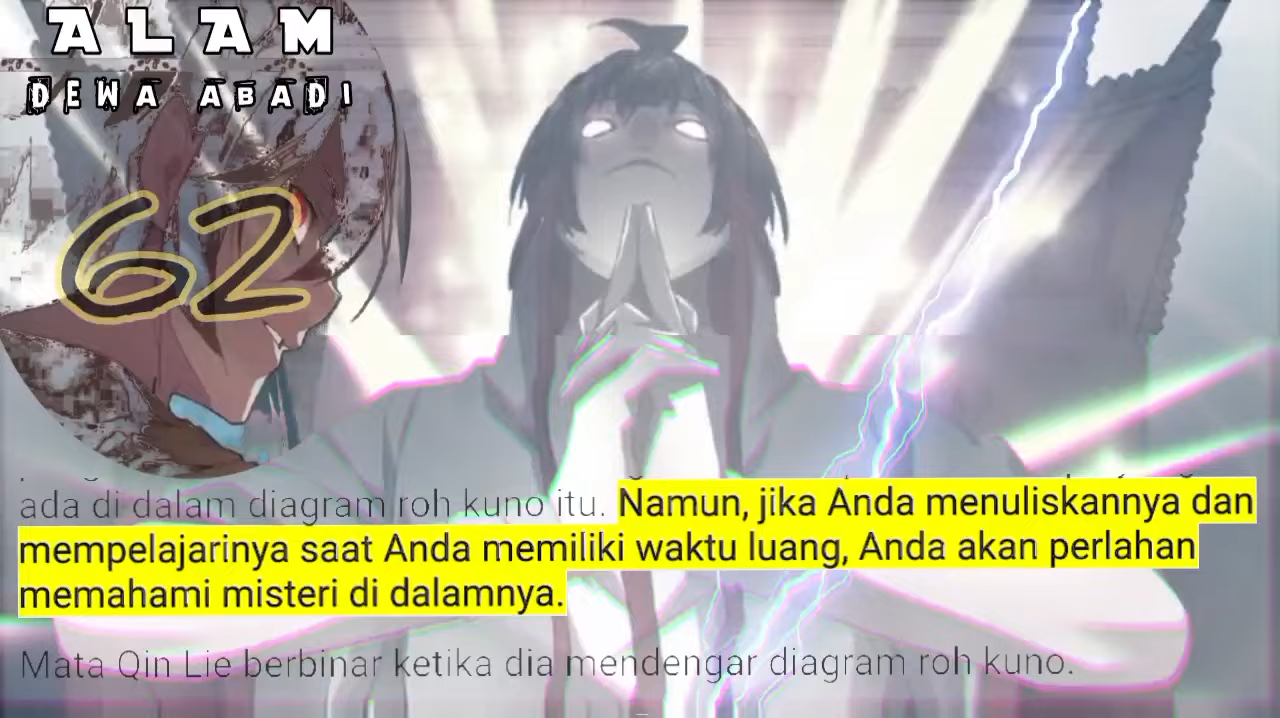 ALAM
DEWA ABADI
62
ada di dalam diagram roh kuno itu. Namun, jika Anda menuliskannya dan
mempelajarinya saat Anda memiliki waktu luang, Anda akan perlahan
memahami misteri di dalamnya.
Mata Qin Lie berbinar ketika dia mendengar diagram roh kuno.